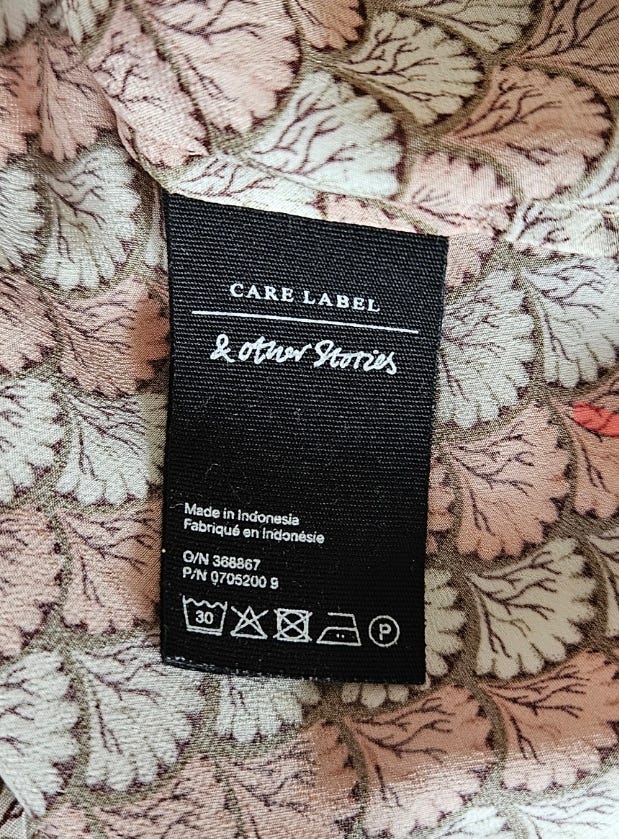 CARE LABEL
& other Stories
Made in Indonesia
Fabriqué en Indonésie
O/N 368867
P/N 0705200 9
30 P